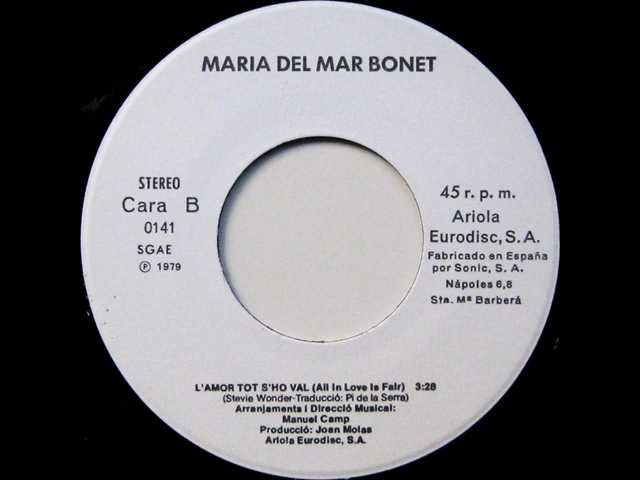 MARIA DEL MAR BONET
STEREO
Cara B
0141
SGAE
Ⓟ 1979
45 r. p. m.
Ariola
Eurodisc, S. A.
Fabricado en España
por Sonic, S. A.
Nápoles 6,8
Sta. Mª Barberá
L'AMOR TOT S'HO VAL (All in Love is Fair) 3:28
(Stevie Wonder-Traducció: Pi de la Serra)
Arranjaments i Direcció Musical:
Manuel Camp
Producció: Joan Molas
Ariola Eurodisc, S.A.